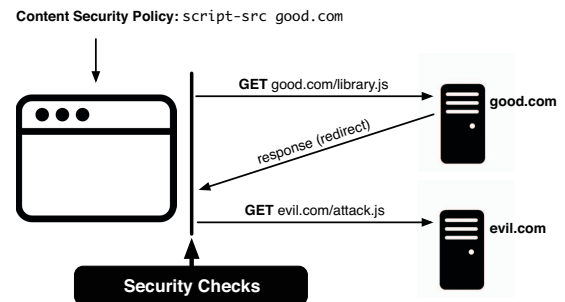 Content Security Policy: script-src good.com
GET good.com/library.js
good.com
response (redirect)
GET evil.com/attack.js
evil.com
Security Checks